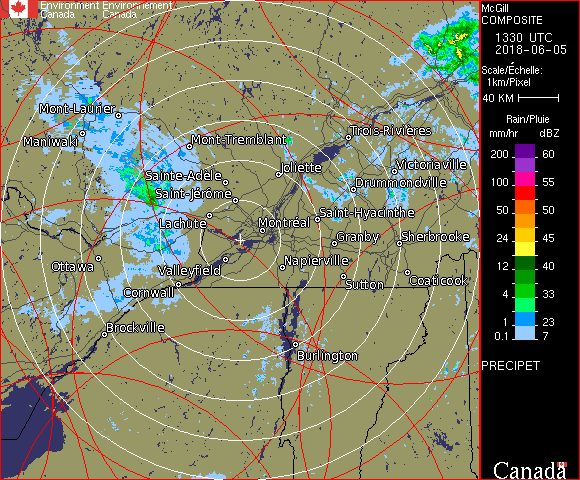 Environment Environnement
Canada Canada
McGill
COMPOSITE
1330 UTC
2018-06-05
Scale/Échelle:
1km/Pixel
40 KM
Rain/Pluie
mm/hr dBZ
200 60
150 65
100 55
50 50
24 45
12 40
4 33
1 23
0.1 7
PRECIPET
Canada
Mont-Laurier
Maniwaki
Mont-Tremblant
Trois-Rivières
Sainte-Adèle
Joliette
Victoriaville
Saint-Jérôme
Drummondville
Lachute
Montréal
Saint-Hyacinthe
Granby
Sherbrooke
Ottawa
Valleyfield
Napierville
Cornwall
Sutton
Coaticook
Brockville
Burlington